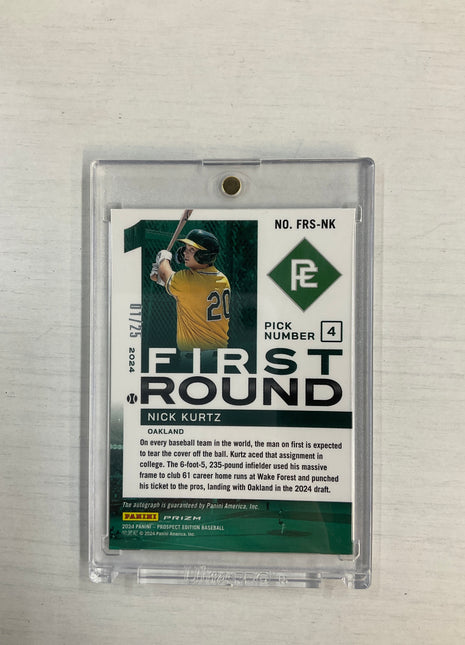 NO. FRS-NK
1
PE
20
PICK
NUMBER 4
01/25
2024
FIRST
ROUND
NICK KURTZ
OAKLAND
On every baseball team in the world, the man on first is expected
to tear the cover off the ball. Kurtz aced that assignment in
college. The 6-foot-5, 235-pound infielder used his massive
frame to club 61 career home runs at Wake Forest and punched
his ticket to the pros, landing with Oakland in the 2024 draft.
The autograph is guaranteed by Panini America, Inc.
PANINI PRIZM
2024 PANINI - PROSPECT EDITION BASEBALL
© 2024 Panini America, Inc.